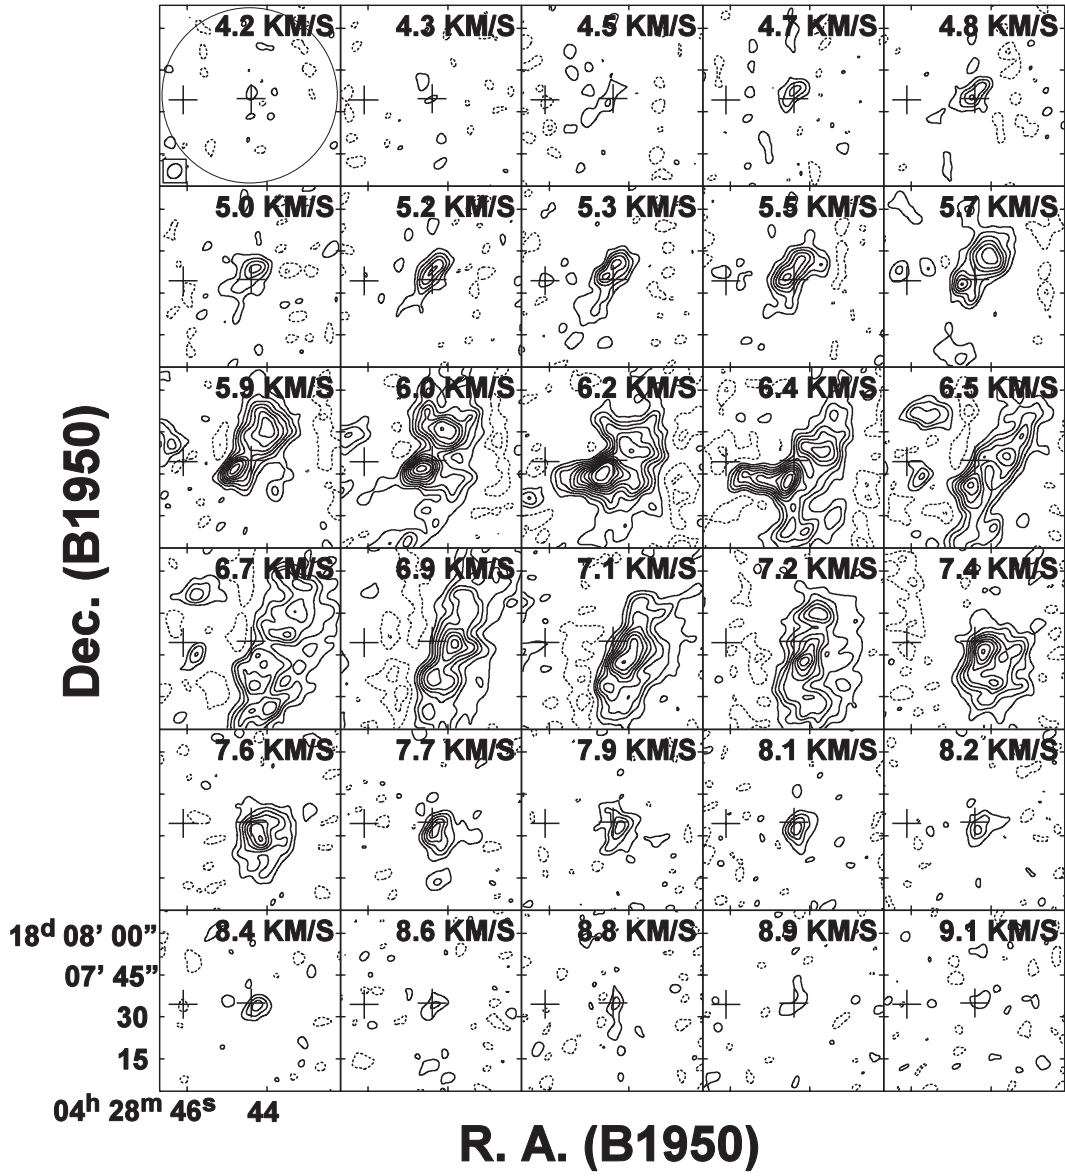 4.2 KM/S 4.3 KM/S 4.5 KM/S 4.7 KM/S 4.8 KM/S
5.0 KM/S 5.2 KM/S 5.3 KM/S 5.5 KM/S 5.7 KM/S
5.9 KM/S 6.0 KM/S 6.2 KM/S 6.4 KM/S 6.5 KM/S
6.7 KM/S 6.9 KM/S 7.1 KM/S 7.2 KM/S 7.4 KM/S
7.6 KM/S 7.7 KM/S 7.9 KM/S 8.1 KM/S 8.2 KM/S
8.4 KM/S 8.6 KM/S 8.8 KM/S 8.9 KM/S 9.1 KM/S
Dec. (B1950)
18d 08’ 00”
07’ 45”
30
15
04h 28m 46s 44
R. A. (B1950)